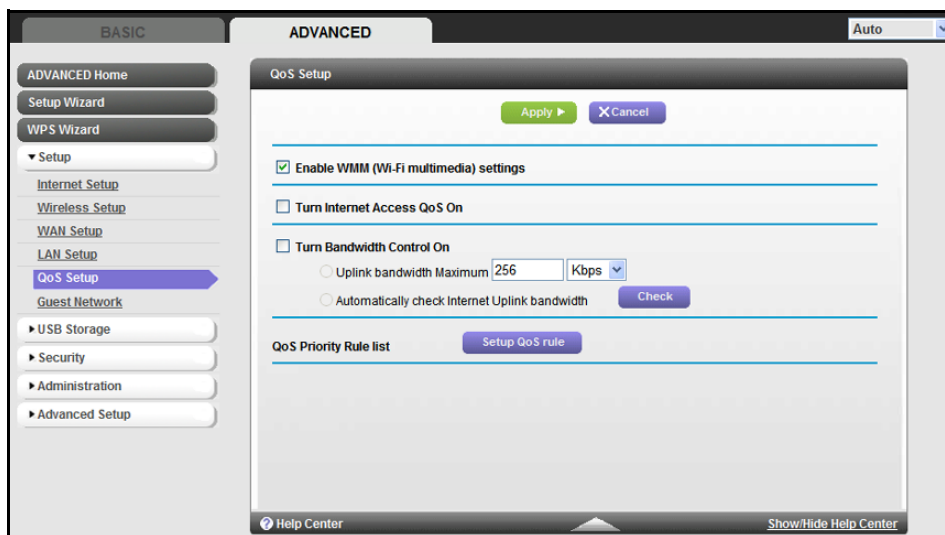 BASIC
ADVANCED
Auto
ADVANCED Home
Setup Wizard
WPS Wizard
Setup
Internet Setup
Wireless Setup
WAN Setup
LAN Setup
QoS Setup
Guest Network
USB Storage
Security
Administration
Advanced Setup
QoS Setup
Apply
Cancel
Enable WMM (Wi-Fi multimedia) settings
Turn Internet Access QoS On
Turn Bandwidth Control On
Uplink bandwidth Maximum 256 Kbps
Automatically check Internet Uplink bandwidth Check
QoS Priority Rule list Setup QoS rule
Help Center
Show/Hide Help Center